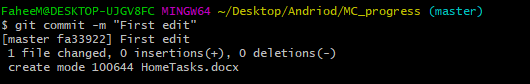 FaheeM@DESKTOP-UJGV8FC MINGW64 ~/Desktop/Andriod/MC_progress (master)
$ git commit -m "First edit"
[master fa33922] First edit
 1 file changed, 0 insertions(+), 0 deletions(-)
 create mode 100644 HomeTasks.docx